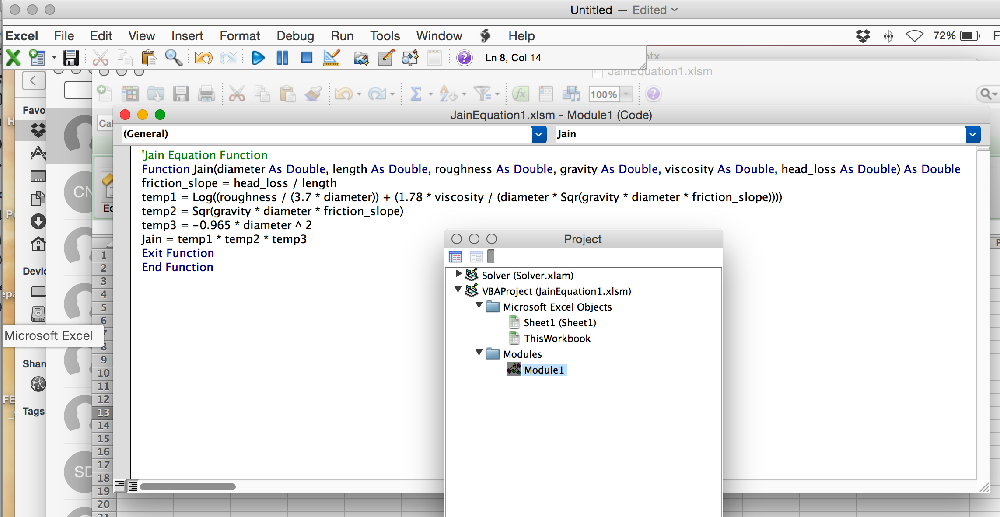 Untitled — Edited
Excel File Edit View Insert Format Debug Run Tools Window Help 72%
Ln 8, Col 14
JainEquation1.xlsm
100%
Favo
JainEquation1.xlsm - Module1 (Code)
(General) Jain
'Jain Equation Function
Function Jain(diameter As Double, length As Double, roughness As Double, gravity As Double, viscosity As Double, head_loss As Double) As Double
friction_slope = head_loss / length
temp1 = Log((roughness / (3.7 * diameter)) + (1.78 * viscosity / (diameter * Sqr(gravity * diameter * friction_slope))))
temp2 = Sqr(gravity * diameter * friction_slope)
temp3 = -0.965 * diameter ^ 2
Jain = temp1 * temp2 * temp3
Exit Function
End Function
CN
Devic
Microsoft Excel
Share
Tags
SD
1
2
3
4
5
6
7
8
9
10
11
12
13
14
15
16
17
18
19
20
21
Project
Solver (Solver.xlam)
VBAProject (JainEquation1.xlsm)
Microsoft Excel Objects
Sheet1 (Sheet1)
ThisWorkbook
Modules
Module1